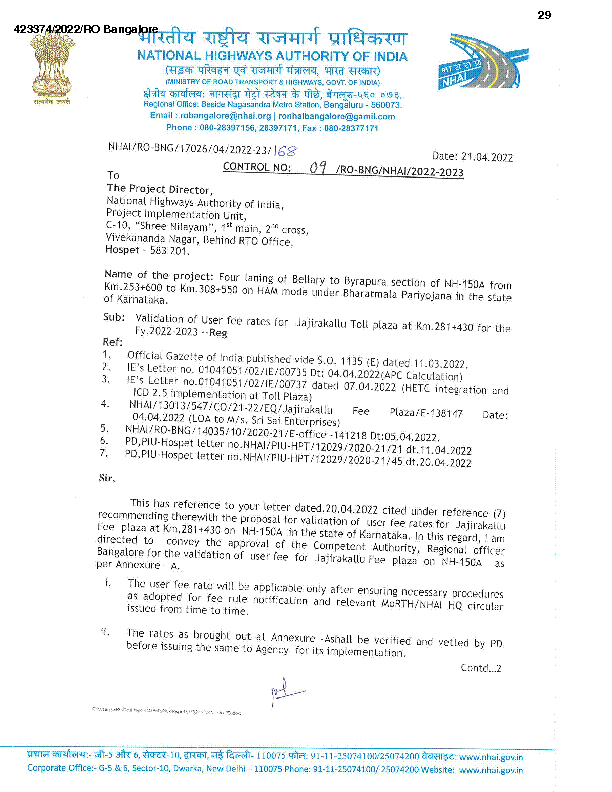 29
423374/2022/RO Bangalore
भारतीय राष्ट्रीय राजमार्ग प्राधिकरण
NATIONAL HIGHWAYS AUTHORITY OF INDIA
(सड़क परिवहन एवं राजमार्ग मंत्रालय, भारत सरकार)
(MINISTRY OF ROAD TRANSPORT & HIGHWAYS, GOVT. OF INDIA)
क्षेत्रीय कार्यालय: नागसंद्रा मेट्रो स्टेशन के पीछे, बेंगलूरु-५६० ०७३.
Regional Office: Beside Nagasandra Metro Station, Bengaluru - 560073.
Email : robangalore@nhai.org | ronhaibangalore@gamil.com
Phone : 080-28397156, 28397171, Fax : 080-28377171
सत्यमेव जयते
NHAI
NHAI/RO-BNG/17026/04/2022-23/168
Date: 21.04.2022
CONTROL NO: 09 /RO-BNG/NHAI/2022-2023
To
The Project Director,
National Highways Authority of India,
Project Implementation Unit,
C-10, "Shree Nilayam", 1st main, 2nd cross,
Vivekananda Nagar, Behind RTO Office,
Hospet - 583 201.
Name of the project: Four laning of Bellary to Byrapura section of NH-150A from
Km.253+600 to Km.308+550 on HAM mode under Bharatmala Pariyojana in the state
of Karnataka.
Sub: Validation of User fee rates for Jajirakallu Toll plaza at Km.281+430 for the
Fy.2022-2023 --Reg
Ref:
1. Official Gazette of India published vide S.O. 1135 (E) dated 11.03.2022.
2. IE's Letter no. 01041051/02/IE/00735 Dt: 04.04.2022(APC Calculation)
3. IE's Letter no.01041051/02/IE/00737 dated 07.04.2022 (HETC integration and
ICD 2.5 implementation at Toll Plaza)
4. NHAI/13013/547/CO/21-22/EQ/Jajirakallu Fee Plaza/E-138147 Date:
04.04.2022 (LOA to M/s. Sri Sai Enterprises)
5. NHAI/RO-BNG/14035/10/2020-21/E-office -141218 Dt:05.04.2022.
6. PD,PIU-Hospet letter no.NHAI/PIU-HPT/12029/2020-21/21 dt.11.04.2022
7. PD,PIU-Hospet letter no.NHAI/PIU-HPT/12029/2020-21/45 dt.20.04.2022
Sir,
This has reference to your letter dated.20.04.2022 cited under reference (7)
recommending therewith the proposal for validation of user fee rates for Jajirakallu
Fee plaza at Km.281+430 on NH-150A in the state of Karnataka. In this regard, I am
directed to convey the approval of the Competent Authority, Regional officer
Bangalore for the validation of user fee for Jajirakallu Fee plaza on NH-150A as
per Annexure- A.
i. The user fee rate will be applicable only after ensuring necessary procedures
as adopted for fee rule notification and relevant MoRTH/NHAI HQ circular
issued from time to time.
ii. The rates as brought out at Annexure -Ashall be verified and vetted by PD
before issuing the same to Agency for its implementation.
Contd...2
प्रधान कार्यालय:- जी-5 और 6, सेक्टर-10, द्वारका, नई दिल्ली- 110075 फोन: 91-11-25074100/25074200 वेबसाइट: www.nhai.gov.in
Corporate Office:- G-5 & 6, Sector-10, Dwarka, New Delhi - 110075 Phone: 91-11-25074100/ 25074200 Website: www.nhai.gov.in